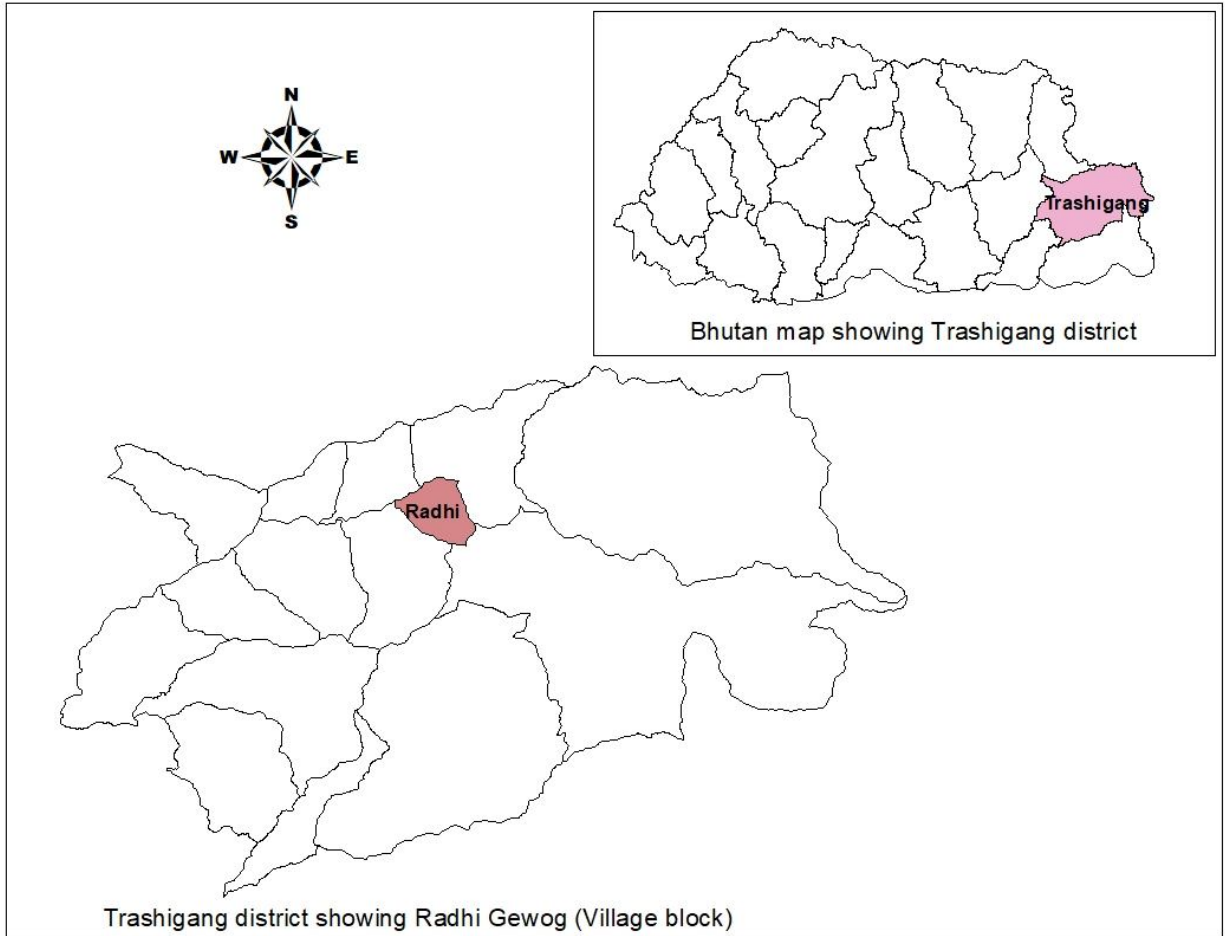 N
W
E
S
Trashigang
Bhutan map showing Trashigang district
Radhi
Trashigang district showing Radhi Gewog (Village block)